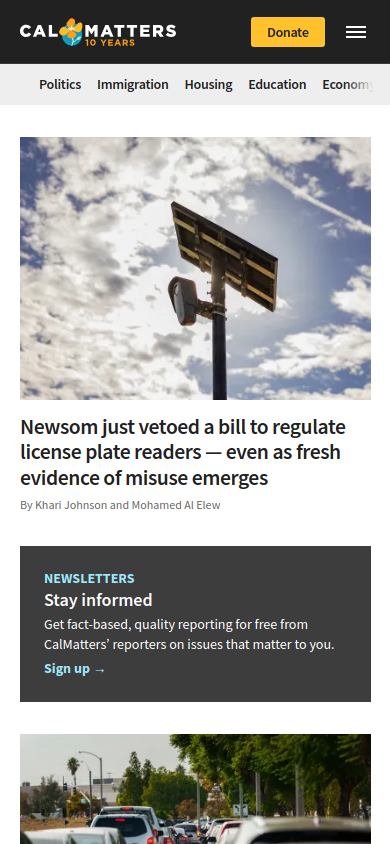 CALMATTERS
10 YEARS
Donate
Politics Immigration Housing Education Economy
Newsom just vetoed a bill to regulate
license plate readers — even as fresh
evidence of misuse emerges
By Khari Johnson and Mohamed Al Elew
NEWSLETTERS
Stay informed
Get fact-based, quality reporting for free from
CalMatters’ reporters on issues that matter to you.
Sign up →